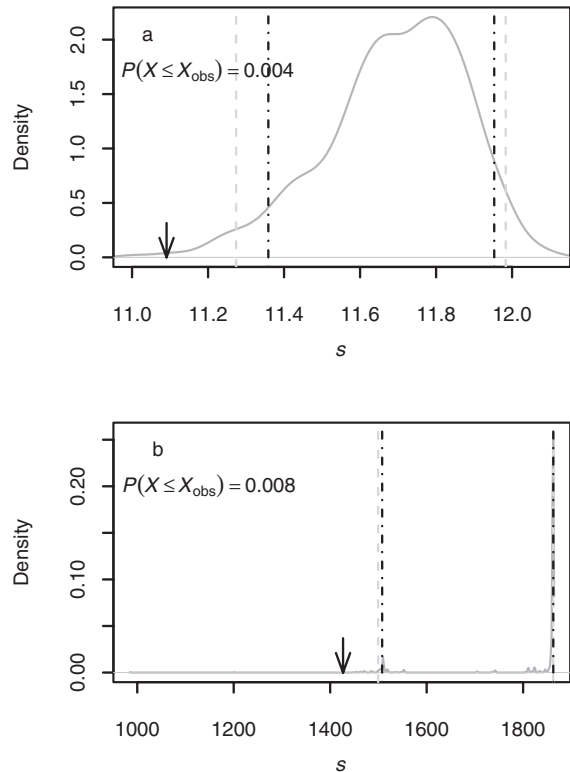 a
P(X ≤ Xobs) = 0.004
Density
0.0 0.5 1.0 1.5 2.0
11.0 11.2 11.4 11.6 11.8 12.0
s
b
P(X ≤ Xobs) = 0.008
Density
0.00 0.10 0.20
1000 1200 1400 1600 1800
s